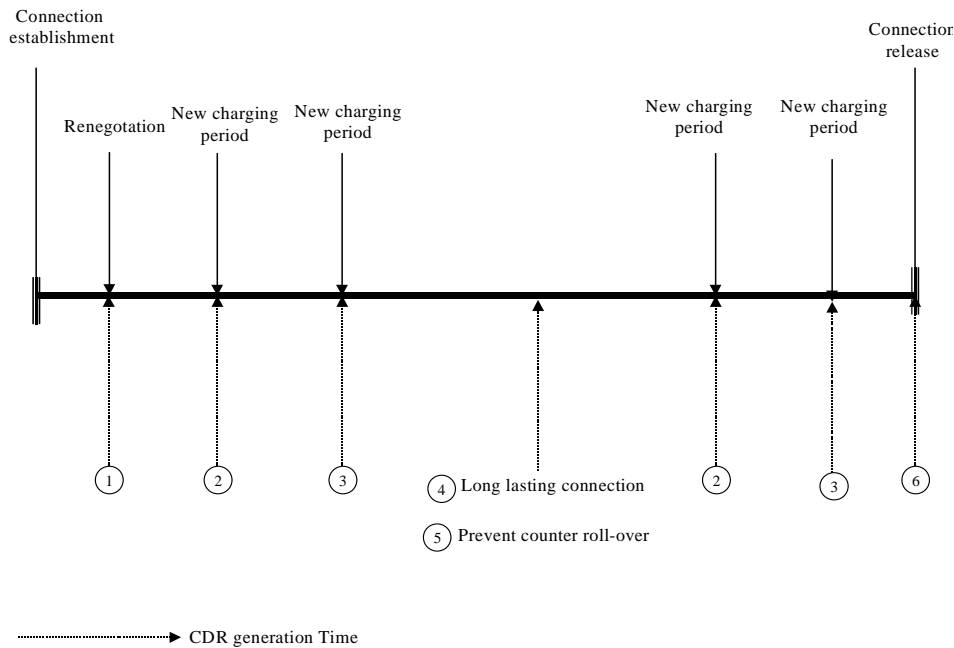 Connection
establishment
Connection
release
Renegotation
New charging
period
New charging
period
New charging
period
New charging
period
1
2
3
4 Long lasting connection
2
3
6
5 Prevent counter roll-over
CDR generation Time